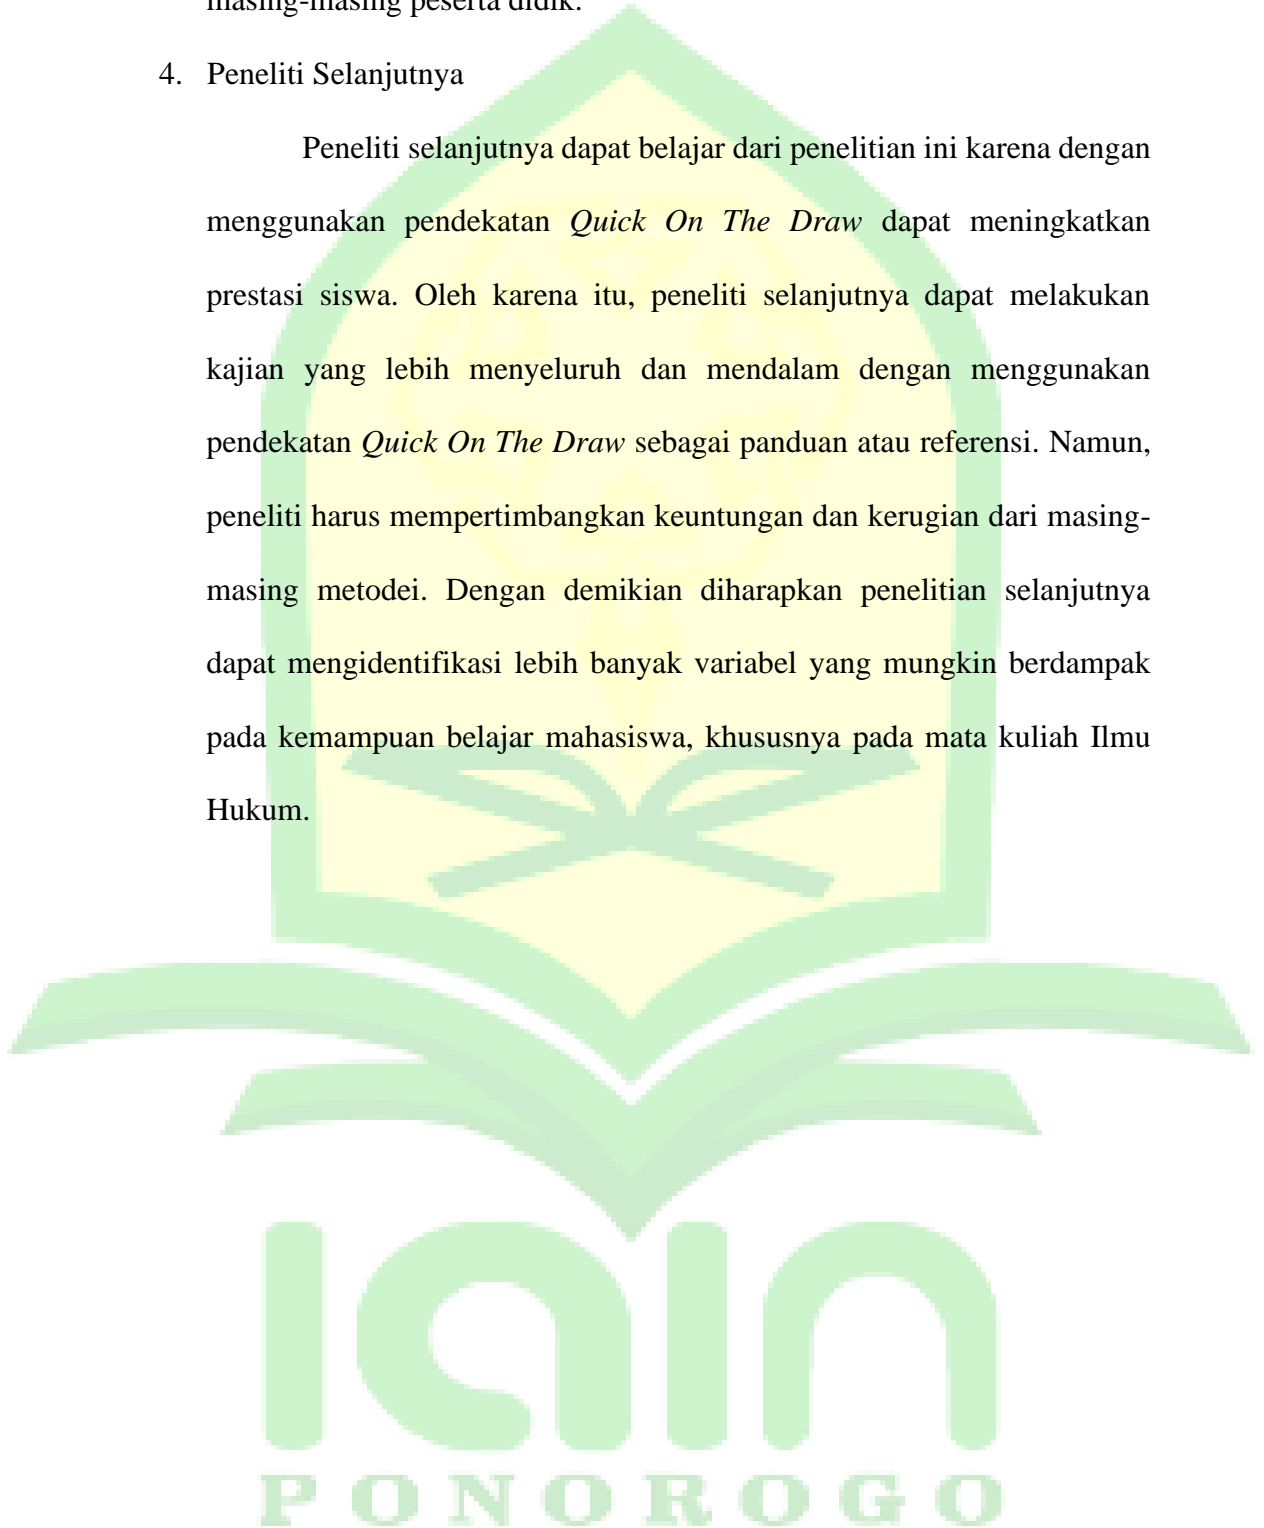 masing-masing peserta didik.
4. Peneliti Selanjutnya
Peneliti selanjutnya dapat belajar dari penelitian ini karena dengan
menggunakan pendekatan Quick On The Draw dapat meningkatkan
prestasi siswa. Oleh karena itu, peneliti selanjutnya dapat melakukan
kajian yang lebih menyeluruh dan mendalam dengan menggunakan
pendekatan Quick On The Draw sebagai panduan atau referensi. Namun,
peneliti harus mempertimbangkan keuntungan dan kerugian dari masing-
masing metodei. Dengan demikian diharapkan penelitian selanjutnya
dapat mengidentifikasi lebih banyak variabel yang mungkin berdampak
pada kemampuan belajar mahasiswa, khususnya pada mata kuliah Ilmu
Hukum.
iain
PONOROGO